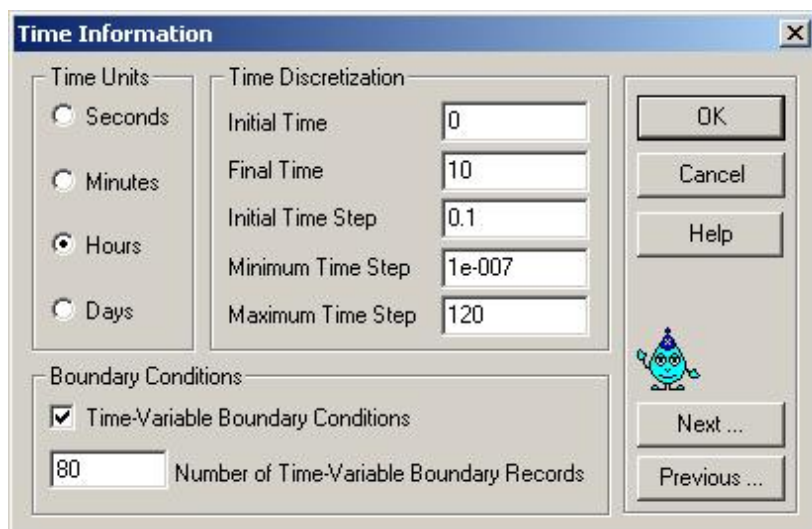 Time Information
Time Units
Seconds
Minutes
Hours
Days
Time Discretization
Initial Time 0
Final Time 10
Initial Time Step 0.1
Minimum Time Step 1e-007
Maximum Time Step 120
OK
Cancel
Help
Boundary Conditions
Time-Variable Boundary Conditions
80 Number of Time-Variable Boundary Records
Next ...
Previous ...